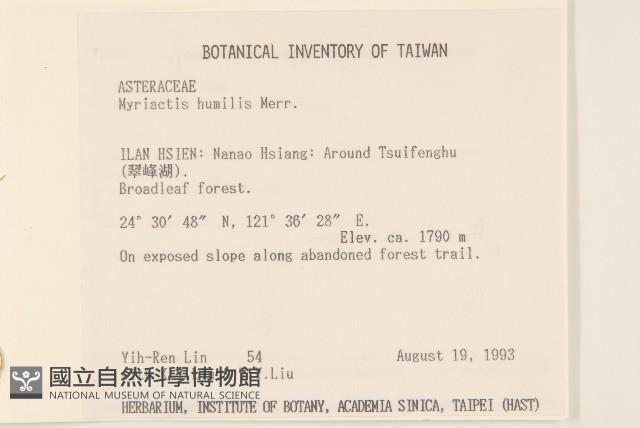 BOTANICAL INVENTORY OF TAIWAN
ASTERACEAE
Myriactis humilis Merr.
ILAN HSIEN: Nanao Hsiang: Around Tsuifenghu
(翠峰湖).
Broadleaf forest.
24° 30′ 48″ N, 121° 36′ 28″ E.
Elev. ca. 1790 m
On exposed slope along abandoned forest trail.
Yih-Ren Lin 54 August 19, 1993
Liu
國立自然科學博物館
NATIONAL MUSEUM OF NATURAL SCIENCE
HERBARIUM, INSTITUTE OF BOTANY, ACADEMIA SINICA, TAIPEI (HAST)